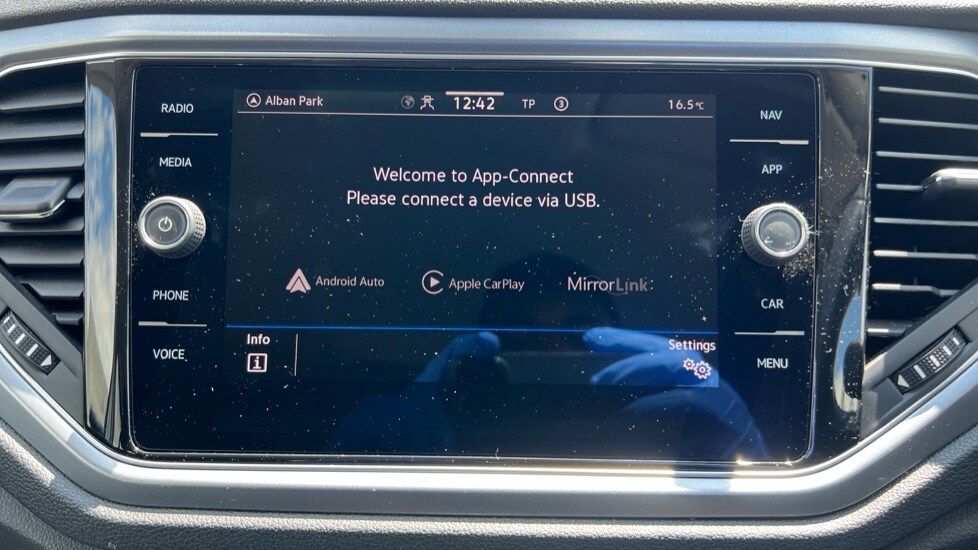 RADIO
MEDIA
PHONE
VOICE
Alban Park
12:42
TP
3
16.5°C
Welcome to App-Connect
Please connect a device via USB.
Android Auto
Apple CarPlay
MirrorLink
Info
i
Settings
NAV
APP
CAR
MENU